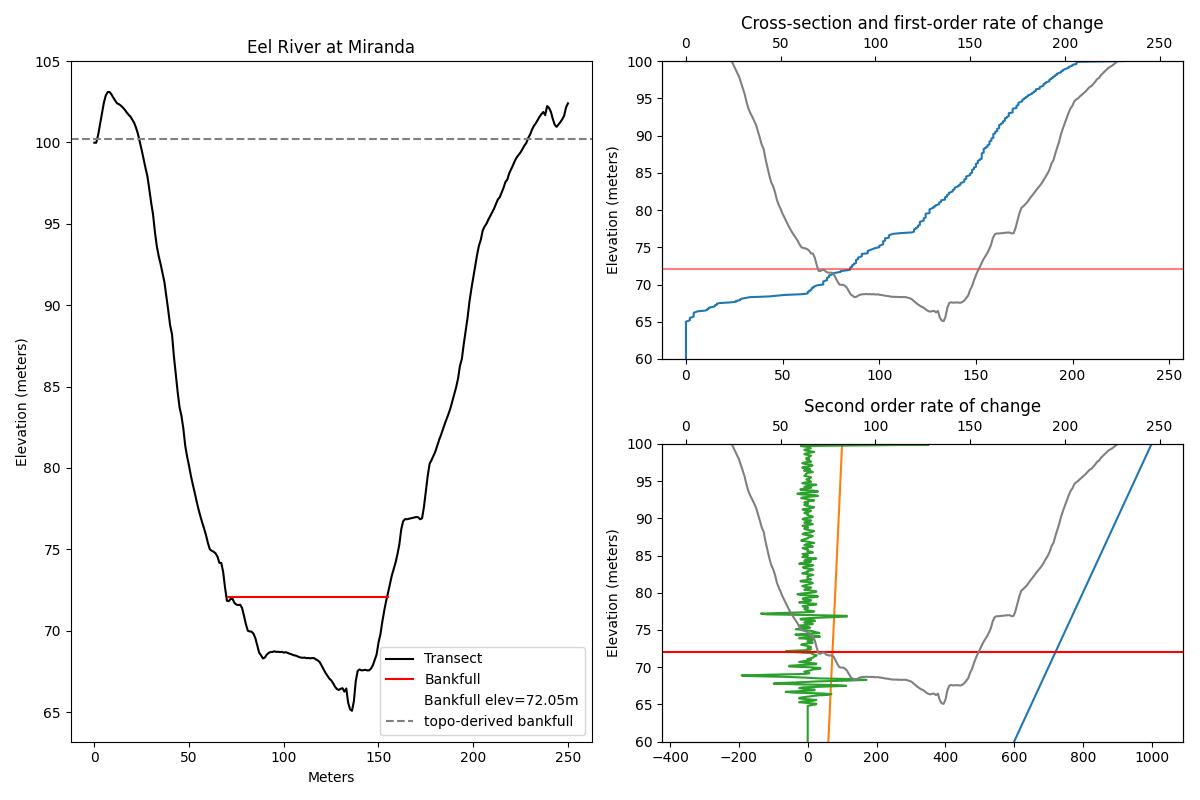 Eel River at Miranda
105
100
95
90
85
80
75
70
65
Elevation (meters)
0 50 100 150 200 250
Meters
Transect
Bankfull
Bankfull elev=72.05m
topo-derived bankfull
Cross-section and first-order rate of change
0 50 100 150 200 250
100
95
90
85
80
75
70
65
60
Elevation (meters)
0 50 100 150 200 250
Second order rate of change
0 50 100 150 200 250
100
95
90
85
80
75
70
65
60
Elevation (meters)
−400 −200 0 200 400 600 800 1000